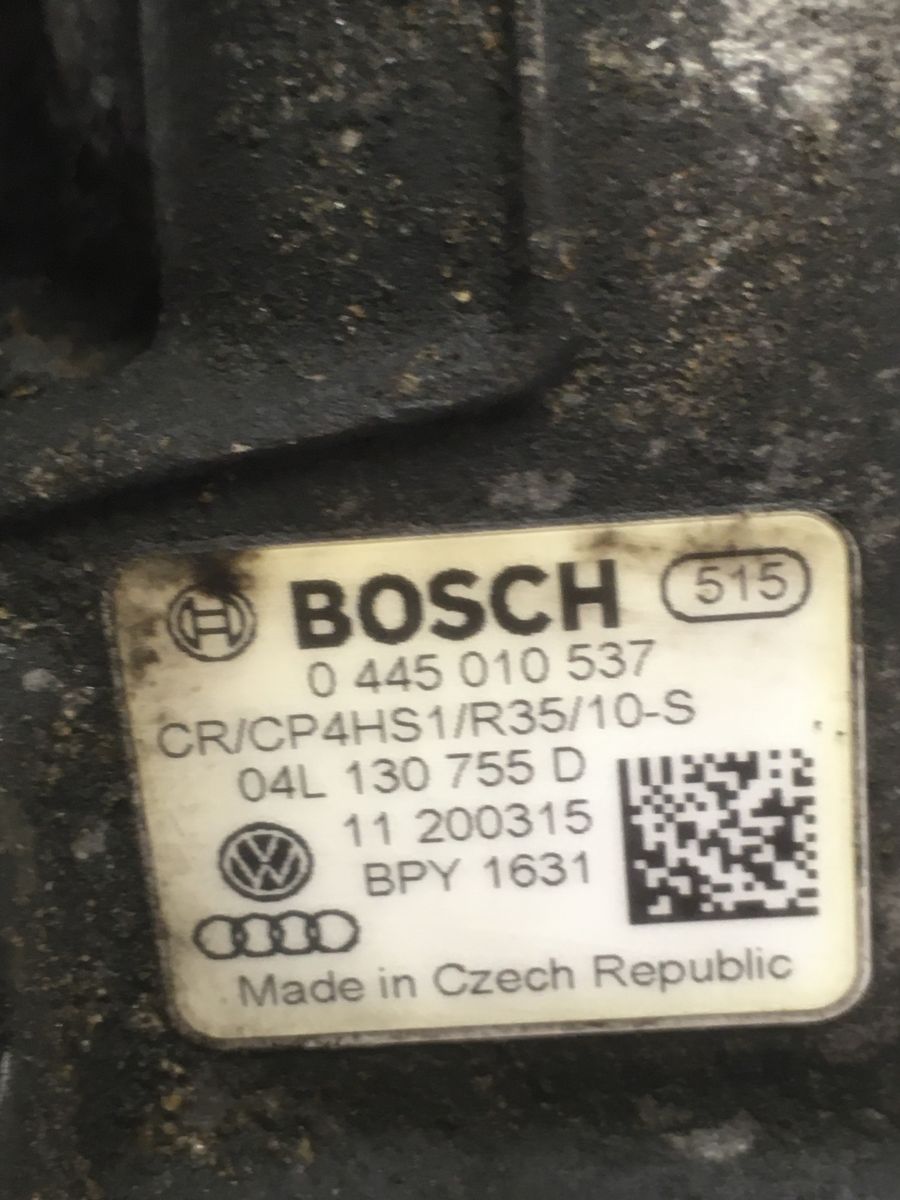 BOSCH 515
0 445 010 537
CR/CP4HS1/R35/10-S
04L 130 755 D
11 200315
BPY 1631
Made in Czech Republic